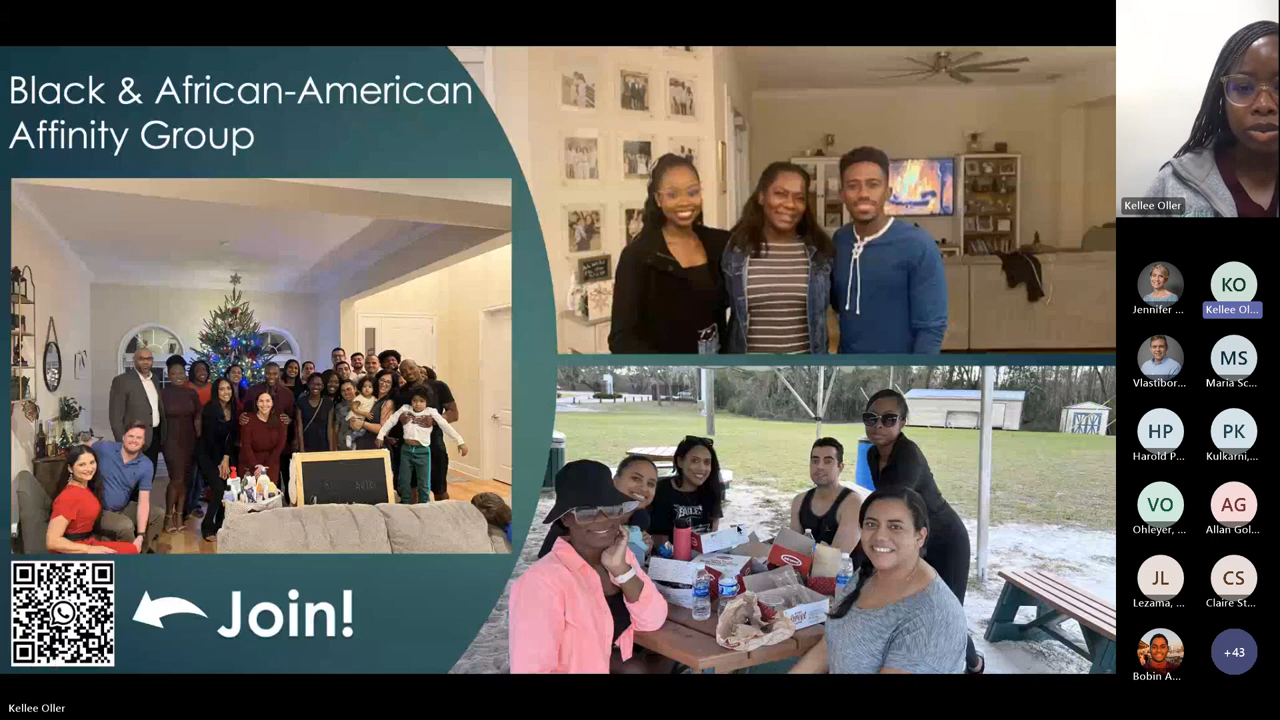 Black & African-American
Affinity Group
Join!
Kellee Oller
Jennifer ...
KO
Kellee Ol...
Vlastibor...
MS
Maria Sc...
HP
Harold P...
PK
Kulkarni,...
VO
Ohleyer, ...
AG
Allan Gol...
JL
Lezama, ...
CS
Claire St...
Bobin A...
+43
Kellee Oller